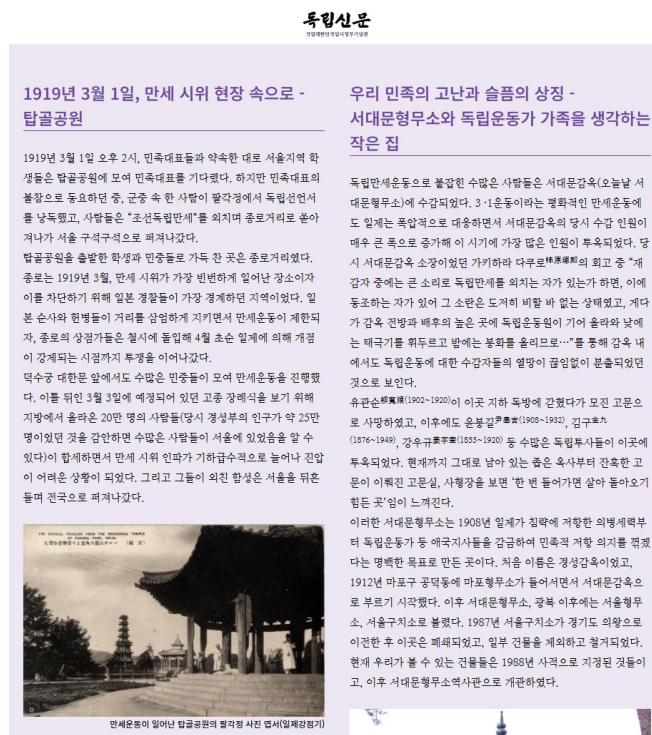 독립신문
국립대한민국임시정부기념관
1919년 3월 1일, 만세 시위 현장 속으로 -
탑골공원
1919년 3월 1일 오후 2시, 민족대표들과 약속한 대로 서울지역 학
생들은 탑골공원에 모여 민족대표를 기다렸다. 하지만 민족대표의
불참으로 동요하던 중, 군중 속 한 사람이 팔각정에서 독립선언서
를 낭독했고, 사람들은 “조선독립만세”를 외치며 종로거리로 쏟아
져나가 서울 구석구석으로 퍼져나갔다.
탑골공원을 출발한 학생과 민중들로 가득 찬 곳은 종로거리였다.
종로는 1919년 3월, 만세 시위가 가장 빈번하게 일어난 장소이자
이를 차단하기 위해 일본 경찰들이 가장 경계하던 지역이었다. 일
본 순사와 헌병들이 거리를 삼엄하게 지키면서 만세운동이 제한되
자, 종로의 상점가들은 철시에 돌입해 4월 초순 일제에 의해 개점
이 강제되는 시점까지 투쟁을 이어나갔다.
덕수궁 대한문 앞에서도 수많은 민중들이 모여 만세운동을 진행했
다. 이틀 뒤인 3월 3일에 예정되어 있던 고종 장례식을 보기 위해
지방에서 올라온 20만 명의 사람들(당시 경성부의 인구가 약 25만
명이었던 것을 감안하면 수많은 사람들이 서울에 있었음을 알 수
있다)이 합세하면서 만세 시위 인파가 기하급수적으로 늘어나 진압
이 어려운 상황이 되었다. 그리고 그들이 외친 함성은 서울을 뒤흔
들며 전국으로 퍼져나갔다.
만세운동이 일어난 탑골공원의 팔각정 사진 엽서(일제강점기)
우리 민족의 고난과 슬픔의 상징 -
서대문형무소와 독립운동가 가족을 생각하는
작은 집
독립만세운동으로 붙잡힌 수많은 사람들은 서대문감옥(오늘날 서
대문형무소)에 수감되었다. 3·1운동이라는 평화적인 만세운동에
도 일제는 폭압적으로 대응하면서 서대문감옥의 당시 수감 인원이
매우 큰 폭으로 증가해 이 시기에 가장 많은 인원이 투옥되었다. 당
시 서대문감옥 소장이었던 가키하라 다쿠로柿原琢郎의 회고 중 “재
감자 중에는 큰 소리로 독립만세를 외치는 자가 있는가 하면, 이에
동조하는 자가 있어 그 소란은 도저히 비할 바 없는 상태였고, 게다
가 감옥 전방과 배후의 높은 곳에 독립운동원이 기어 올라와 낮에
는 태극기를 휘두르고 밤에는 봉화를 올리므로…”를 통해 감옥 내
에서도 독립운동에 대한 수감자들의 열망이 끊임없이 분출되었던
것으로 보인다.
유관순柳寬順(1902~1920)이 이곳 지하 독방에 갇혔다가 모진 고문으
로 사망하였고, 이후에도 윤봉길尹奉吉(1908~1932), 김구金九
(1876~1949), 강우규姜宇奎(1855~1920) 등 수많은 독립투사들이 이곳에
투옥되었다. 현재까지 그대로 남아 있는 좁은 옥사부터 잔혹한 고
문이 이뤄진 고문실, 사형장을 보면 ‘한 번 들어가면 살아 돌아오기
힘든 곳’임이 느껴진다.
이러한 서대문형무소는 1908년 일제가 침략에 저항한 의병세력부
터 독립운동가 등 애국지사들을 감금하여 민족적 저항 의지를 꺾겠
다는 명백한 목표로 만든 곳이다. 처음 이름은 경성감옥이었고,
1912년 마포구 공덕동에 마포형무소가 들어서면서 서대문감옥으
로 부르기 시작했다. 이후 서대문형무소, 광복 이후에는 서울형무
소, 서울구치소로 불렸다. 1987년 서울구치소가 경기도 의왕으로
이전한 후 이곳은 폐쇄되었고, 일부 건물을 제외하고 철거되었다.
현재 우리가 볼 수 있는 건물들은 1988년 사적으로 지정된 것들이
고, 이후 서대문형무소역사관으로 개관하였다.